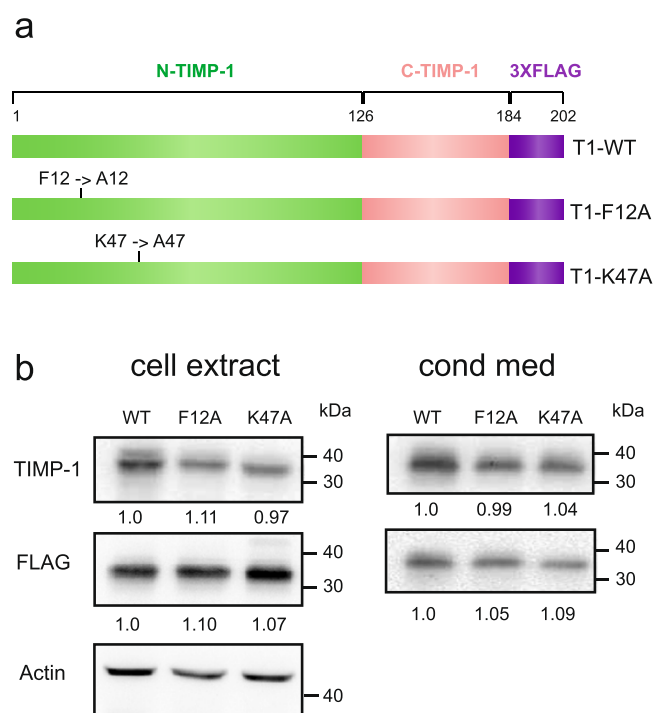 a
N-TIMP-1 C-TIMP-1 3XFLAG
1 126 184 202
T1-WT
F12 -> A12
T1-F12A
K47 -> A47
T1-K47A
b cell extract cond med
WT F12A K47A kDa WT F12A K47A kDa
TIMP-1 40 40
30 30
1.0 1.11 0.97 1.0 0.99 1.04
FLAG 40 40
30 30
1.0 1.10 1.07 1.0 1.05 1.09
Actin
40